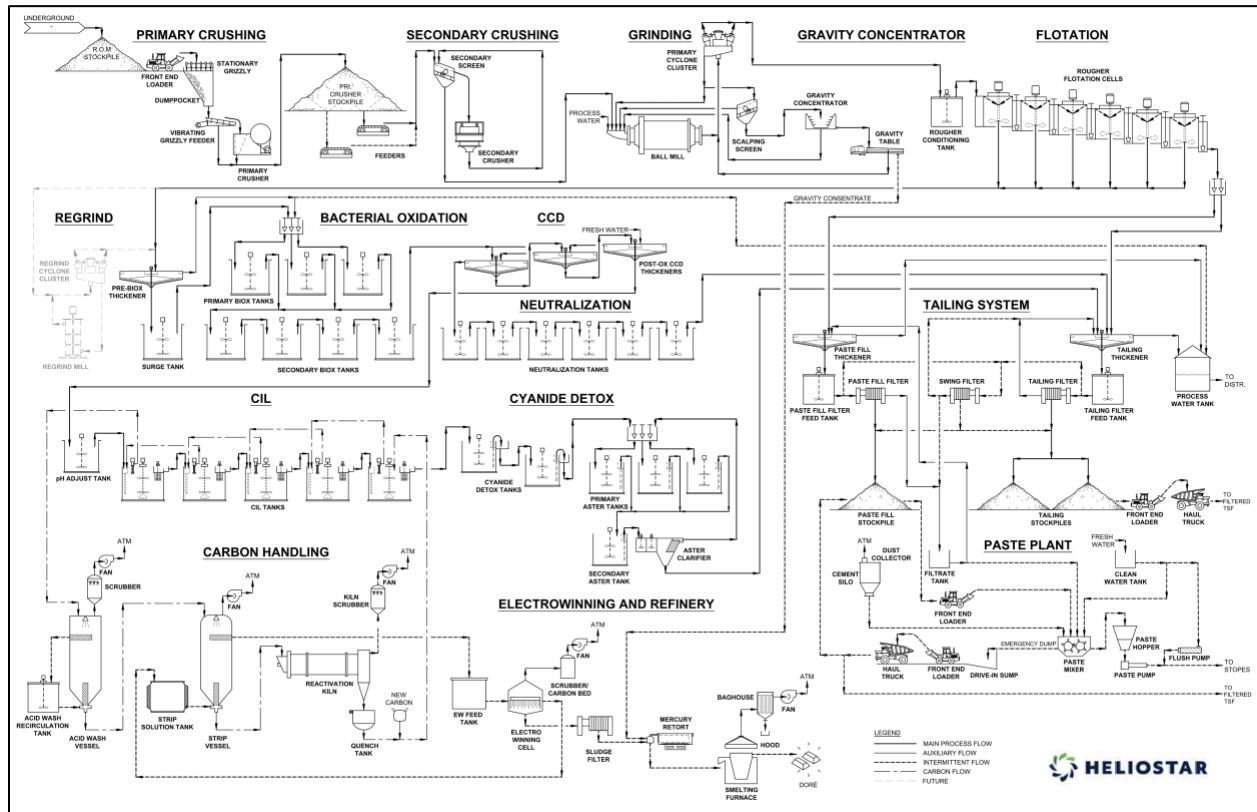 UNDERGROUND
PRIMARY CRUSHING
SECONDARY CRUSHING
GRINDING
GRAVITY CONCENTRATOR
FLOTATION
R.O.M
STOCKPILE
FRONT END
LOADER
STATIONARY
GRIZZLY
DUMPPOCKET
VIBRATING
GRIZZLY FEEDER
PRIMARY
CRUSHER
PRI
CRUSHER
STOCKPILE
FEEDERS
SECONDARY
SCREEN
SECONDARY
CRUSHER
PRIMARY
CYCLONE
CLUSTER
PROCESS
WATER
BALL MILL
SCALPING
SCREEN
GRAVITY
CONCENTRATOR
GRAVITY
TABLE
ROUGHER
CONDITIONING
TANK
ROUGHER
FLOTATION CELLS
GRAVITY CONCENSTRATE
REGRIND
BACTERIAL OXIDATION
CCD
REGRIND
CYCLONE
CLUSTER
REGRIND MILL
PRE-BIOX
THICKENER
SURGE TANK
PRIMARY BIOX TANKS
SECONDARY BIOX TANKS
FRESH WATER
POST-OX CCD
THICKENERS
NEUTRALIZATION
NEUTRALIZATION TANKS
TAILING SYSTEM
PASTE FILL
THICKENER
PASTE FILL FILTER
FEED TANK
PASTE FILL FILTER
SWING FILTER
TAILING FILTER
TAILING
THICKENER
TAILING FILTER
FEED TANK
PROCESS
WATER TANK
TO
DISTR.
CIL
CYANIDE DETOX
pH ADJUST TANK
CIL TANKS
CYANIDE
DETOX TANKS
PRIMARY
ASTER TANKS
SECONDARY
ASTER TANK
ASTER
CLARIFIER
PASTE FILL
STOCKPILE
TAILING
STOCKPILES
FRONT END
LOADER
HAUL
TRUCK
TO
FILTERED
TSF
CARBON HANDLING
ATM
FAN
SCRUBBER
ATM
FAN
KILN
SCRUBBER
ATM
FAN
ACID WASH
RECIRCULATION
TANK
ACID WASH
VESSEL
STRIP
SOLUTION TANK
STRIP
VESSEL
REACTIVATION
KILN
NEW
CARBON
QUENCH
TANK
ELECTROWINNING AND REFINERY
ATM
FAN
SCRUBBER/
CARBON BED
EW FEED
TANK
ELECTRO
WINNING CELL
SLUDGE
FILTER
MERCURY
RETORT
BAGHOUSE
ATM
FAN
HOOD
SMELTING
FURNACE
DORÉ
PASTE PLANT
ATM
DUST
COLLECTOR
CEMENT
SILO
FRONT END
LOADER
FILTRATE
TANK
FRESH
WATER
CLEAN
WATER TANK
EMERGENCY DUMP
HAUL
TRUCK
FRONT END
LOADER
DRIVE-IN SUMP
PASTE
MIXER
PASTE
HOPPER
PASTE PUMP
FLUSH PUMP
TO
STOPES
TO
FILTERED
TSF
LEGEND
MAIN PROCESS FLOW
AUXILIARY FLOW
INTERMITTENT FLOW
CARBON FLOW
FUTURE
HELIOSTAR